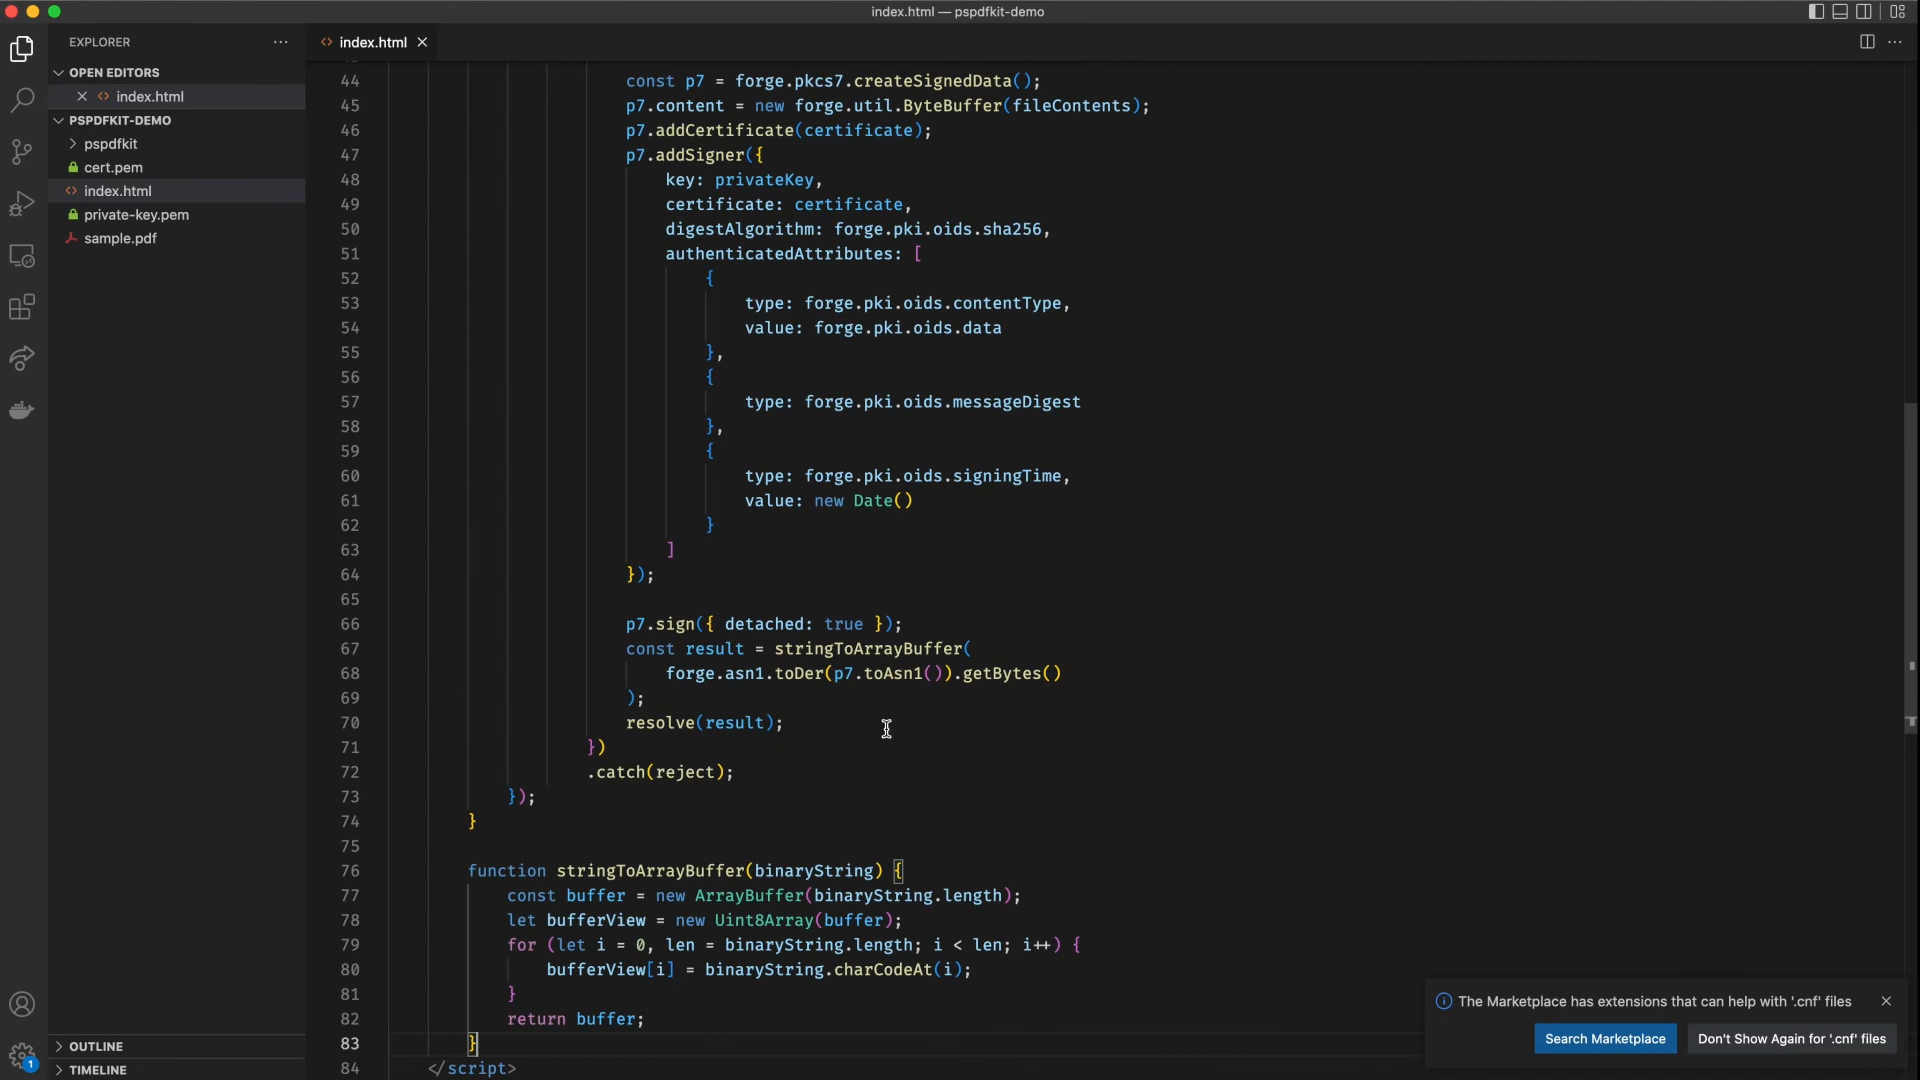 index.html — pspdfkit-demo
EXPLORER
index.html
OPEN EDITORS
index.html
PSPDFKIT-DEMO
pspdfkit
cert.pem
index.html
private-key.pem
sample.pdf
44 const p7 = forge.pkcs7.createSignedData();
45 p7.content = new forge.util.ByteBuffer(fileContents);
46 p7.addCertificate(certificate);
47 p7.addSigner({
48 key: privateKey,
49 certificate: certificate,
50 digestAlgorithm: forge.pki.oids.sha256,
51 authenticatedAttributes: [
52 {
53 type: forge.pki.oids.contentType,
54 value: forge.pki.oids.data
55 },
56 {
57 type: forge.pki.oids.messageDigest
58 },
59 {
60 type: forge.pki.oids.signingTime,
61 value: new Date()
62 }
63 ]
64 });
65
66 p7.sign({ detached: true });
67 const result = stringToArrayBuffer(
68 forge.asn1.toDer(p7.toAsn1()).getBytes()
69 );
70 resolve(result);
71 })
72 .catch(reject);
73 });
74 }
75
76 function stringToArrayBuffer(binaryString) {
77 const buffer = new ArrayBuffer(binaryString.length);
78 let bufferView = new Uint8Array(buffer);
79 for (let i = 0, len = binaryString.length; i < len; i++) {
80 bufferView[i] = binaryString.charCodeAt(i);
81 }
82 return buffer;
83 }
84 </script>
OUTLINE
TIMELINE
1
The Marketplace has extensions that can help with '.cnf' files
Search Marketplace
Don't Show Again for '.cnf' files